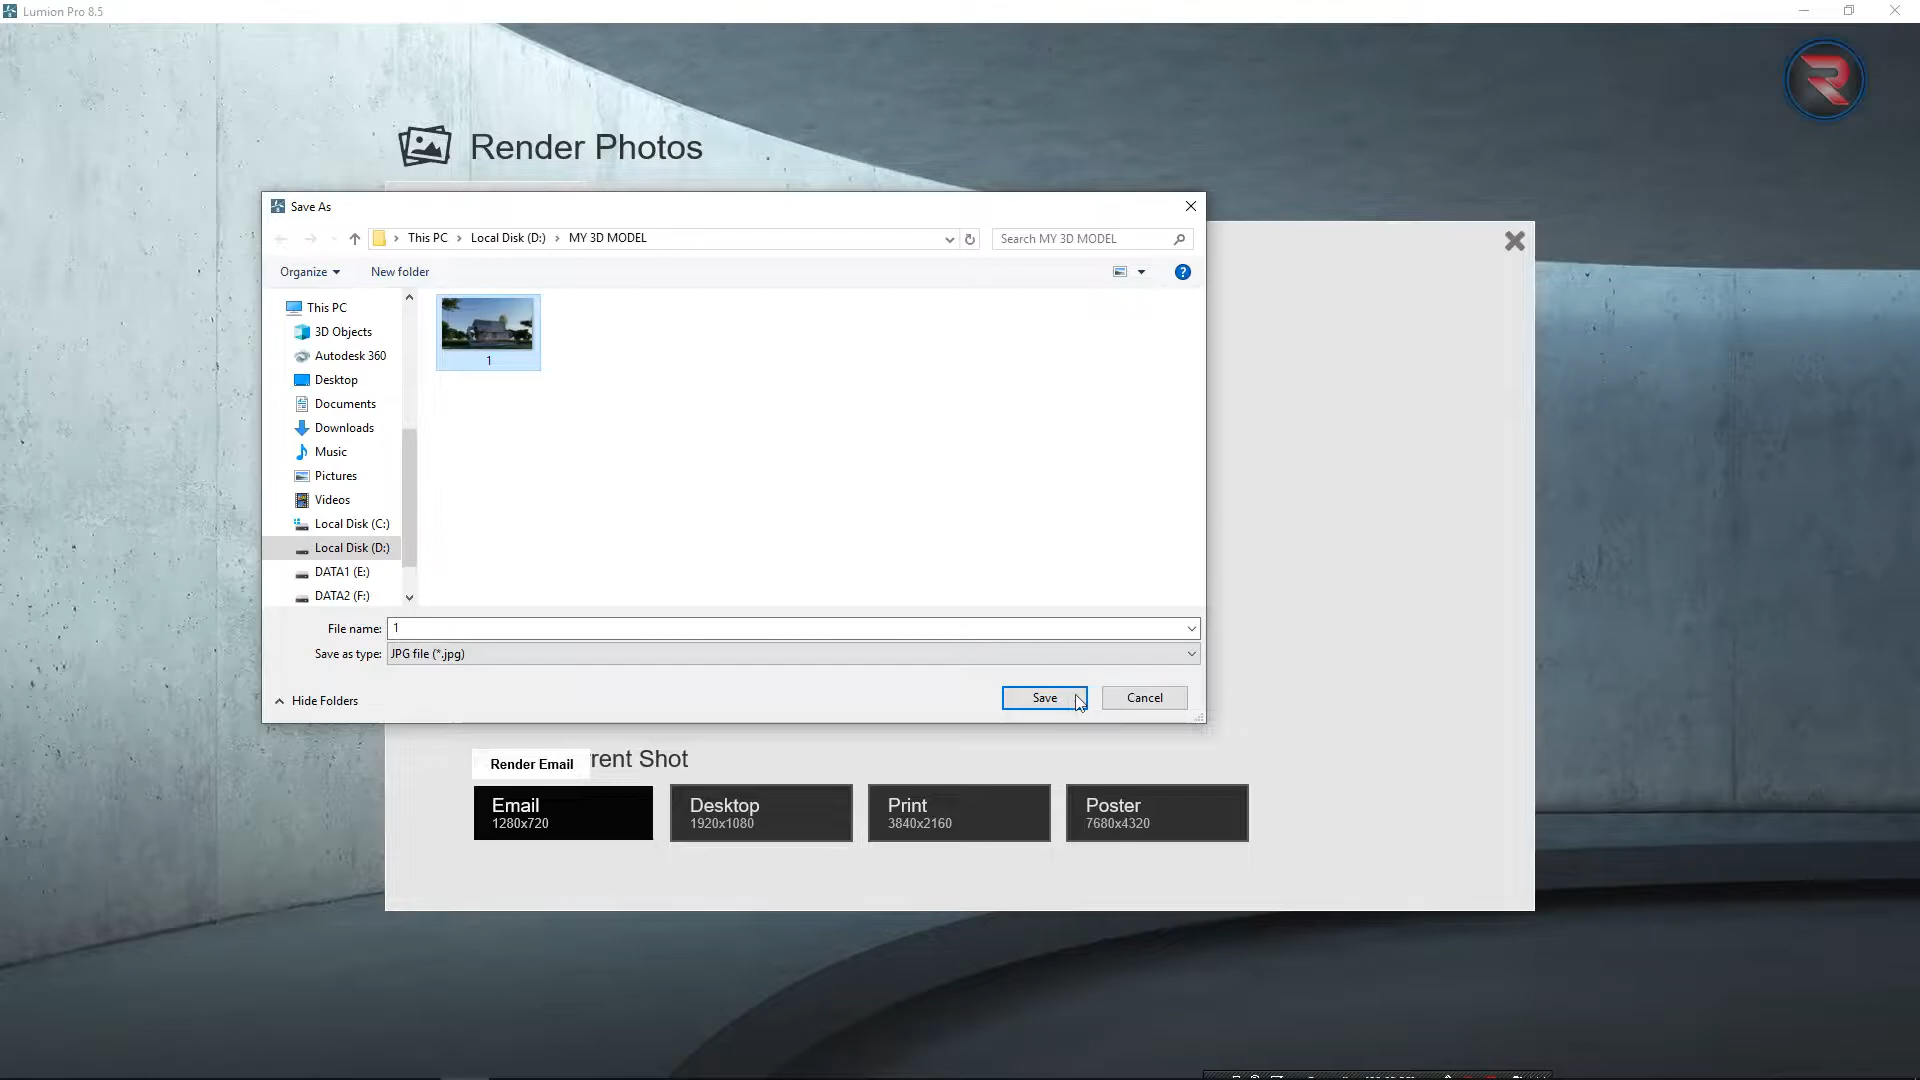 Lumion Pro 8.5
Render Photos
Save As
This PC
Local Disk (D:)
MY 3D MODEL
Search MY 3D MODEL
Organize
New folder
This PC
3D Objects
Autodesk 360
Desktop
Documents
Downloads
Music
Pictures
Videos
Local Disk (C:)
Local Disk (D:)
DATA1 (E:)
DATA2 (F:)
1
File name: 1
Save as type: JPG file (*.jpg)
Hide Folders
Save
Cancel
Render Email
rent Shot
Email
1280x720
Desktop
1920x1080
Print
3840x2160
Poster
7680x4320